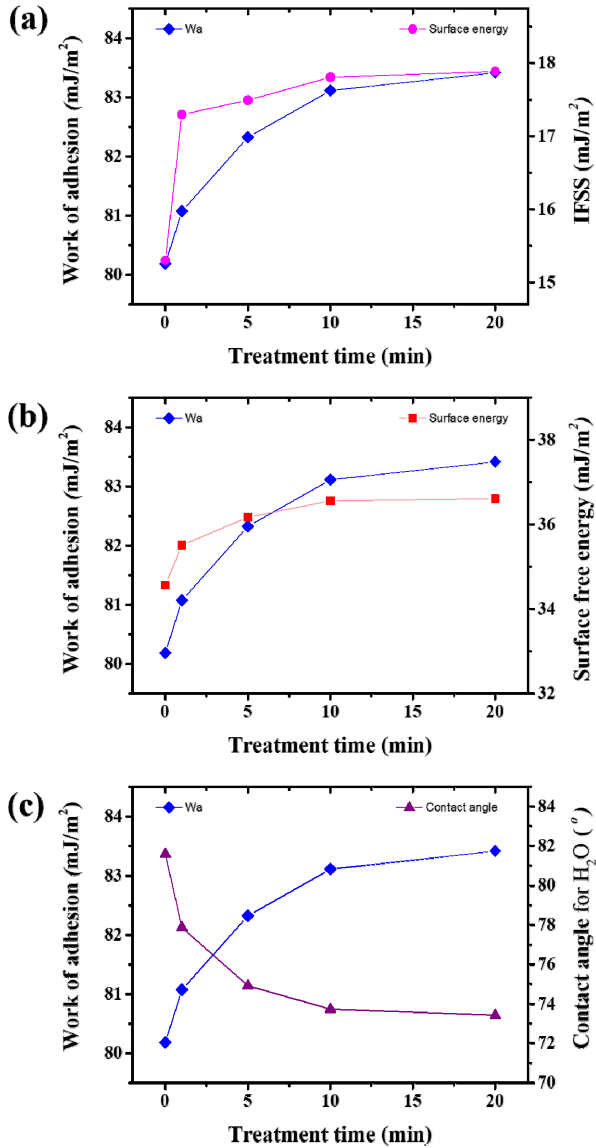 (a)
Wa
Surface energy
Work of adhesion (mJ/m²)
84
83
82
81
80
IFSS (mJ/m²)
18
17
16
15
0
5
10
15
20
Treatment time (min)
(b)
Wa
Surface energy
Work of adhesion (mJ/m²)
84
83
82
81
80
Surface free energy (mJ/m²)
38
36
34
32
0
5
10
15
20
Treatment time (min)
(c)
Wa
Contact angle
Work of adhesion (mJ/m²)
84
83
82
81
80
Contact angle for H₂O (°)
84
82
80
78
76
74
72
70
0
5
10
15
20
Treatment time (min)